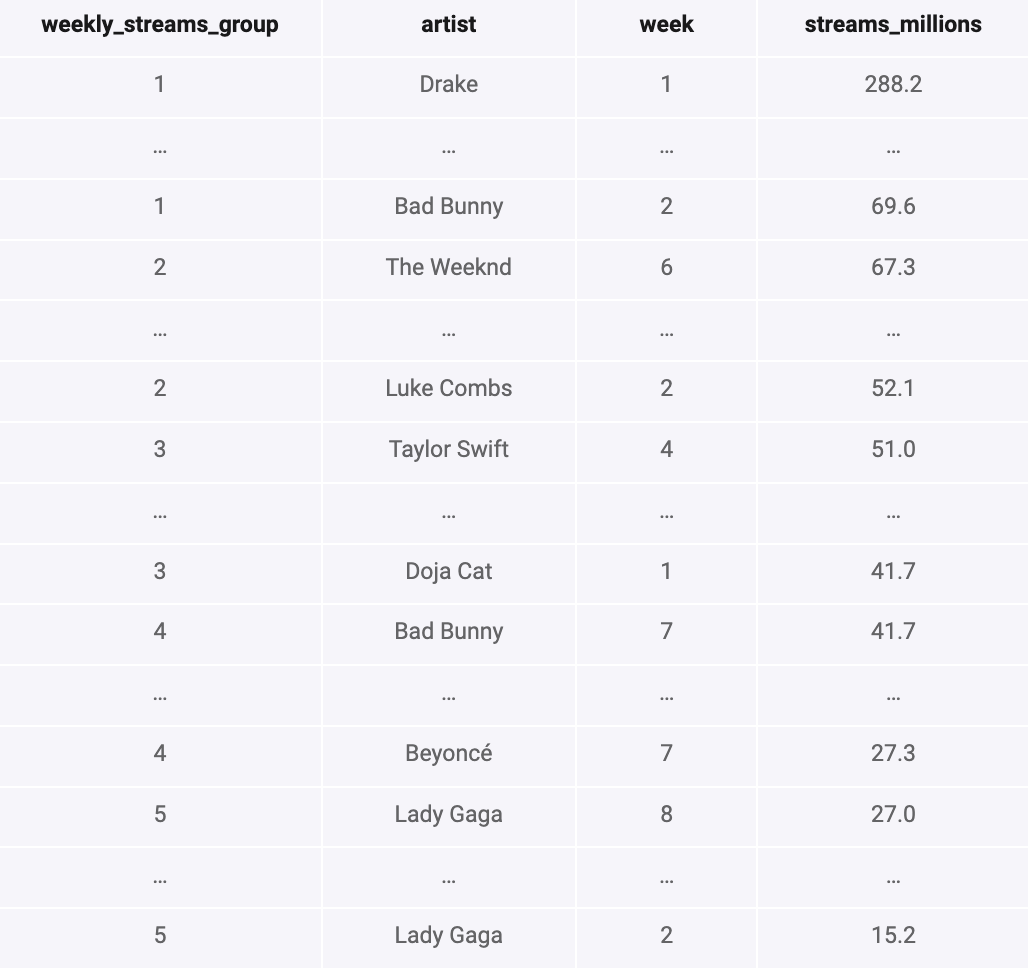 weekly_streams_group artist week streams_millions
1 Drake 1 288.2
... ... ... ...
1 Bad Bunny 2 69.6
2 The Weeknd 6 67.3
... ... ... ...
2 Luke Combs 2 52.1
3 Taylor Swift 4 51.0
... ... ... ...
3 Doja Cat 1 41.7
4 Bad Bunny 7 41.7
... ... ... ...
4 Beyoncé 7 27.3
5 Lady Gaga 8 27.0
... ... ... ...
5 Lady Gaga 2 15.2